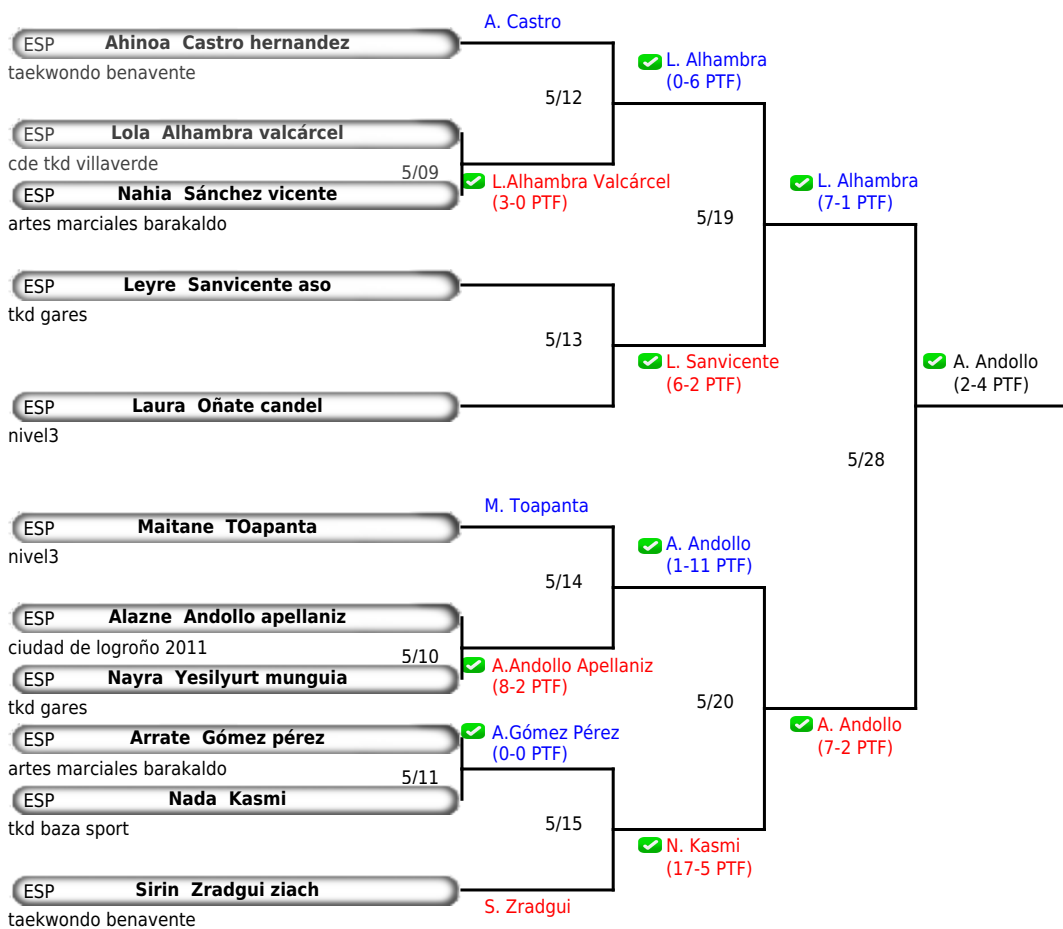 A. Castro
ESP Ahinoa Castro hernandez
taekwondo benavente
L. Alhambra
(0-6 PTF)
5/12
ESP Lola Alhambra valcárcel
cde tkd villaverde
5/09
ESP Nahia Sánchez vicente
artes marciales barakaldo
L.Alhambra Valcárcel
(3-0 PTF)
L. Alhambra
(7-1 PTF)
5/19
ESP Leyre Sanvicente aso
tkd gares
5/13
L. Sanvicente
(6-2 PTF)
A. Andollo
(2-4 PTF)
ESP Laura Oñate candel
nivel3
5/28
M. Toapanta
ESP Maitane TOapanta
nivel3
A. Andollo
(1-11 PTF)
5/14
ESP Alazne Andollo apellaniz
ciudad de logroño 2011
5/10
ESP Nayra Yesilyurt munguia
tkd gares
A.Andollo Apellaniz
(8-2 PTF)
5/20
ESP Arrate Gómez pérez
artes marciales barakaldo
A.Gómez Pérez
(0-0 PTF)
A. Andollo
(7-2 PTF)
5/11
ESP Nada Kasmi
tkd baza sport
5/15
N. Kasmi
(17-5 PTF)
ESP Sirin Zradgui ziach
taekwondo benavente
S. Zradgui